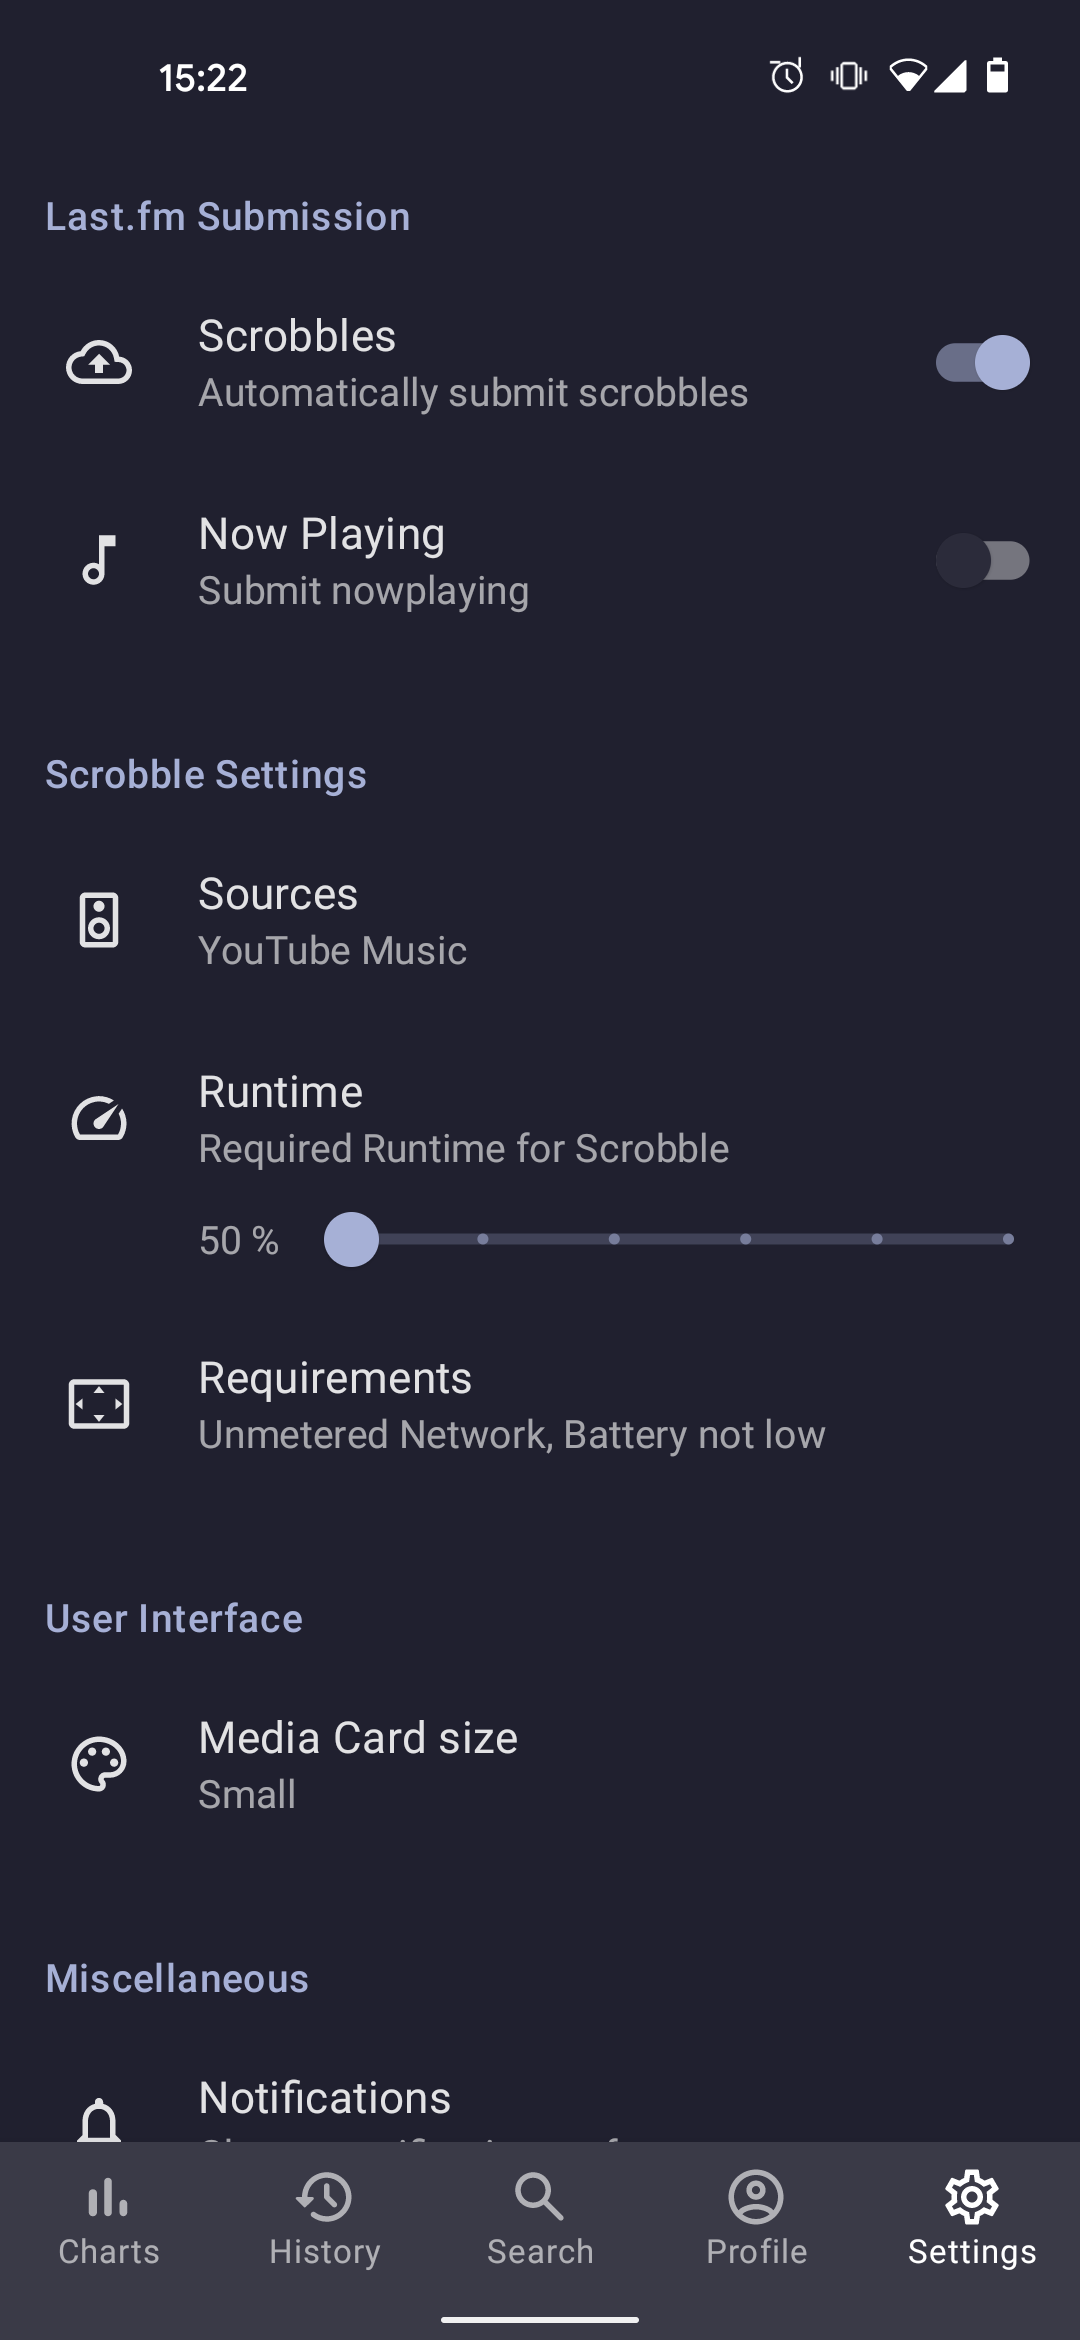 15:22
Last.fm Submission
Scrobbles
Automatically submit scrobbles
Now Playing
Submit nowplaying
Scrobble Settings
Sources
YouTube Music
Runtime
Required Runtime for Scrobble
50 %
Requirements
Unmetered Network, Battery not low
User Interface
Media Card size
Small
Miscellaneous
Notifications
Charts
History
Search
Profile
Settings